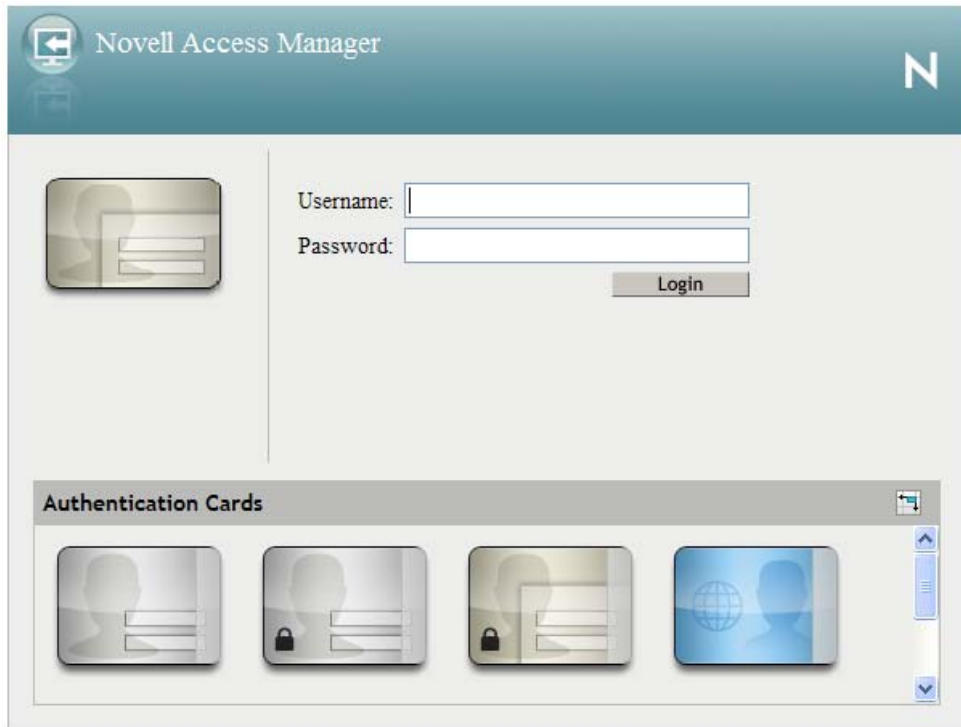 Novell Access Manager
N
Username:
Password:
Login
Authentication Cards